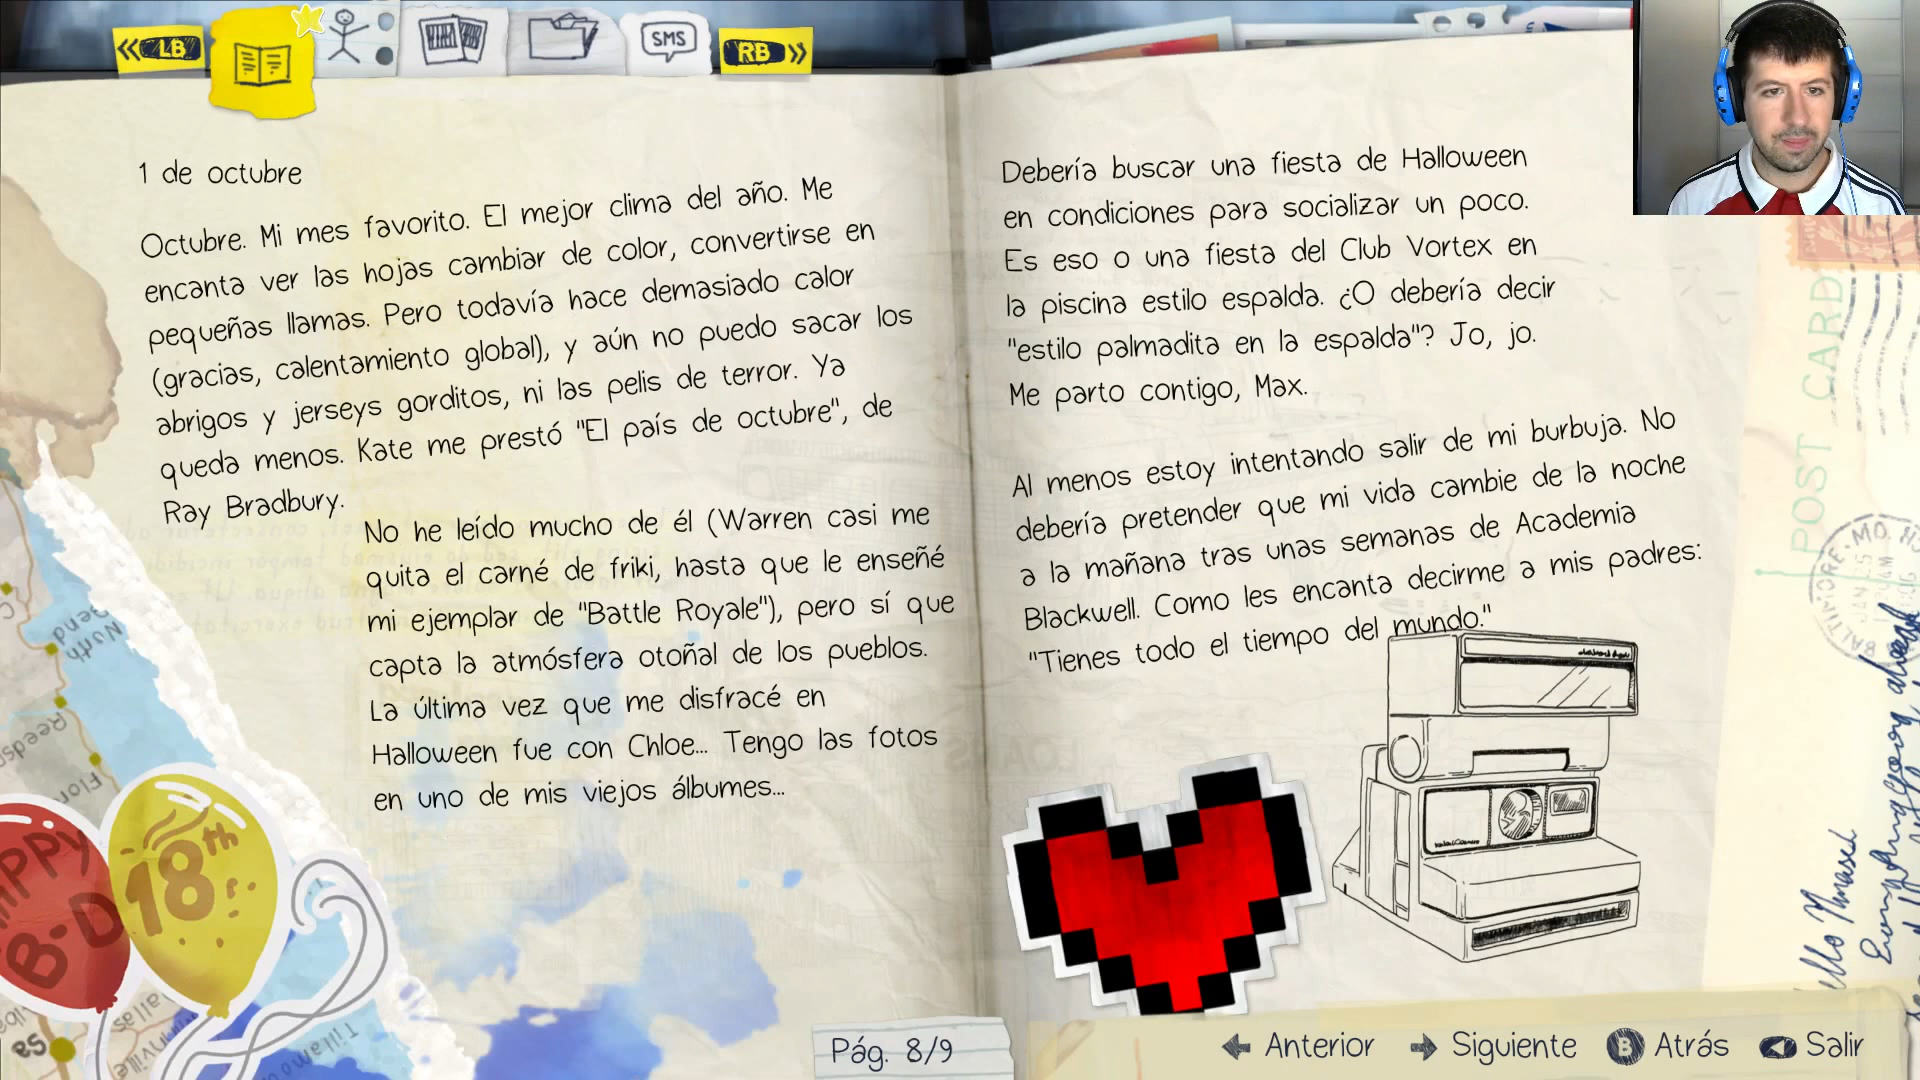 LB
SMS
RB
1 de octubre
Octubre. Mi mes favorito. El mejor clima del año. Me
encanta ver las hojas cambiar de color, convertirse en
pequeñas llamas. Pero todavía hace demasiado calor
(gracias, calentamiento global), y aún no puedo sacar los
abrigos y jerseys gorditos, ni las pelis de terror. Ya
queda menos. Kate me prestó "El país de octubre", de
Ray Bradbury.
No he leído mucho de él (Warren casi me
quita el carné de friki, hasta que le enseñé
mi ejemplar de "Battle Royale"), pero sí que
capta la atmósfera otoñal de los pueblos.
La última vez que me disfracé en
Halloween fue con Chloe... Tengo las fotos
en uno de mis viejos álbumes...
Debería buscar una fiesta de Halloween
en condiciones para socializar un poco.
Es eso o una fiesta del Club Vortex en
la piscina estilo espalda. ¿O debería decir
"estilo palmadita en la espalda"? Jo, jo.
Me parto contigo, Max.
Al menos estoy intentando salir de mi burbuja. No
debería pretender que mi vida cambie de la noche
a la mañana tras unas semanas de Academia
Blackwell. Como les encanta decirme a mis padres:
"Tienes todo el tiempo del mundo."
POST CARD
18th
B-D
North
Bend
Pág. 8/9
Anterior
Siguiente
B Atrás
Salir